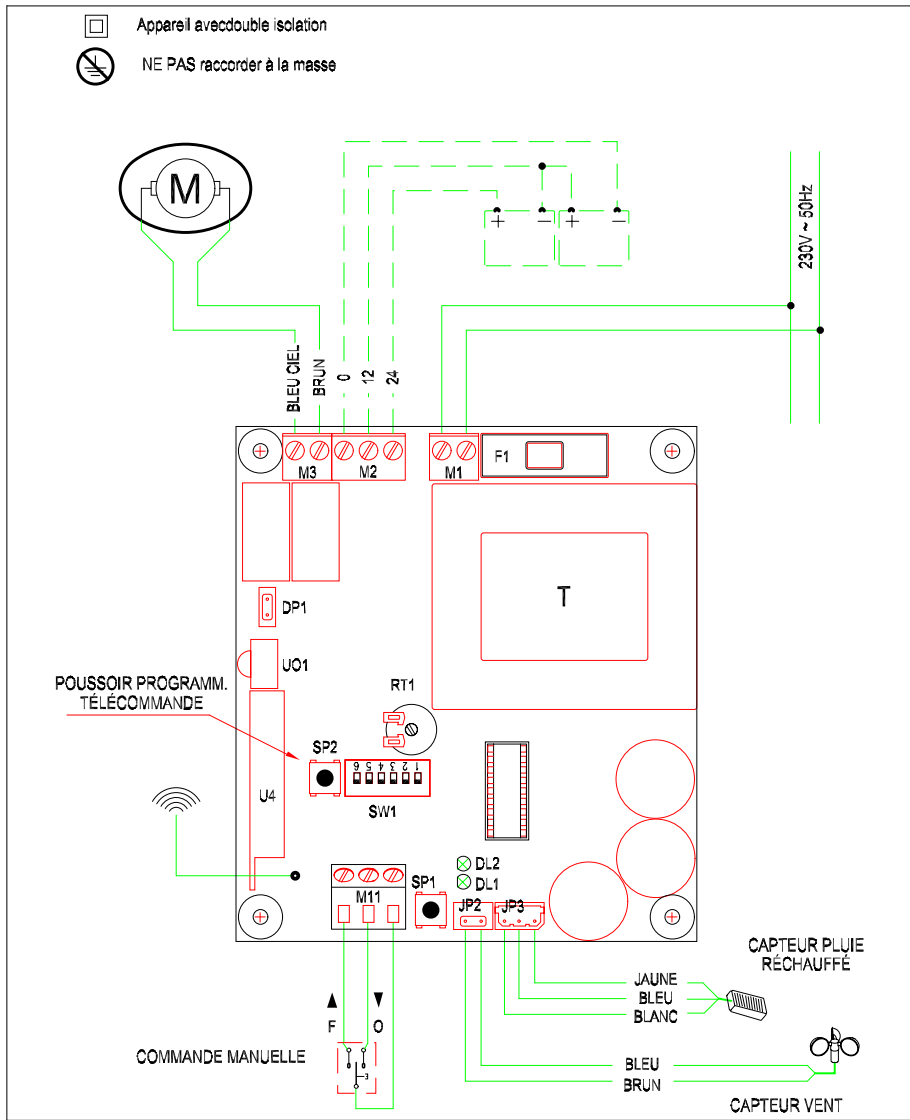 Appareil avecdouble isolation
NE PAS raccorder à la masse
M
+
–
+
–
230V ~ 50Hz
BLEU CIEL
BRUN
0
12
24
M3
M2
M1
F1
T
DP1
UO1
POUSSOIR PROGRAMM.
TÉLÉCOMMANDE
RT1
SP2
6 5 4 3 2 1
SW1
U4
DL2
DL1
M11
SP1
JP2
JP3
CAPTEUR PLUIE
RÉCHAUFFÉ
JAUNE
BLEU
BLANC
F
O
COMMANDE MANUELLE
BLEU
BRUN
CAPTEUR VENT